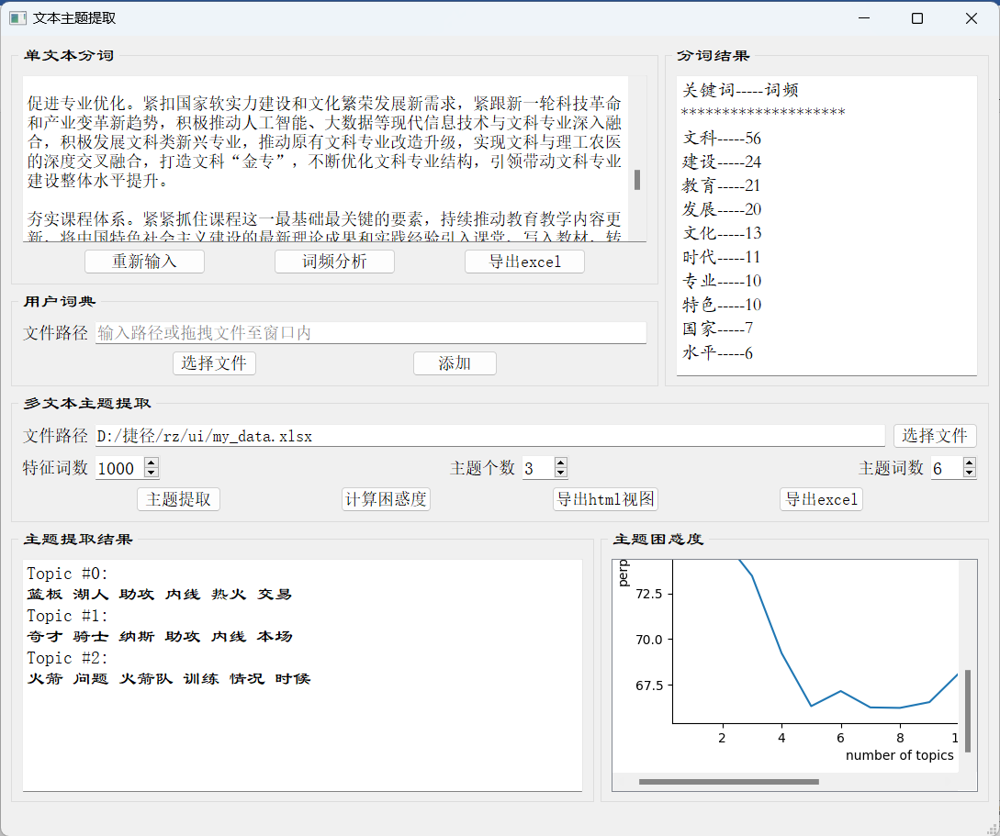 文本主题提取
单文本分词
促进专业优化。紧扣国家软实力建设和文化繁荣发展新需求，紧跟新一轮科技革命
和产业变革新趋势，积极推动人工智能、大数据等现代信息技术与文科专业深入融
合，积极发展文科类新兴专业，推动原有文科专业改造升级，实现文科与理工农医
的深度交叉融合，打造文科“金专”，不断优化文科专业结构，引领带动文科专业
建设整体水平提升。
夯实课程体系。紧紧抓住课程这一最基础最关键的要素，持续推动教育教学内容更
新，将中国特色社会主义建设的最新理论成果和实践经验引入课堂、写入教材，转
重新输入
词频分析
导出excel
分词结果
关键词-----词频
********************
文科-----56
建设-----24
教育-----21
发展-----20
文化-----13
时代-----11
专业-----10
特色-----10
国家-----7
水平-----6
用户词典
文件路径 输入路径或拖拽文件至窗口内
选择文件
添加
多文本主题提取
文件路径 D:/捷径/rz/ui/my_data.xlsx 选择文件
特征词数 1000 主题个数 3 主题词数 6
主题提取
计算困惑度
导出html视图
导出excel
主题提取结果
Topic #0:
蓝板 湖人 助攻 内线 热火 交易
Topic #1:
奇才 骑士 纳斯 助攻 内线 本场
Topic #2:
火箭 问题 火箭队 训练 情况 时候
主题困惑度
perp
72.5
70.0
67.5
2 4 6 8 1
number of topics